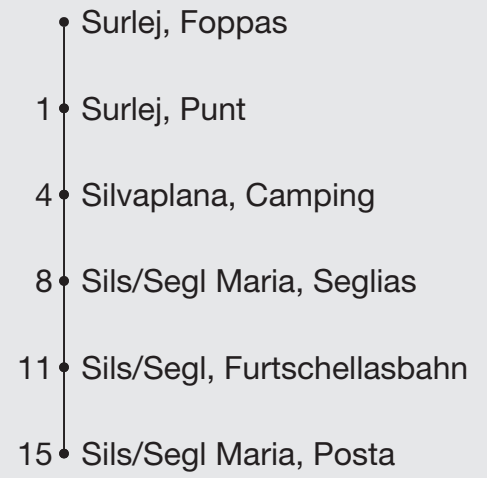 Surlej, Foppas
1 Surlej, Punt
4 Silvaplana, Camping
8 Sils/Segl Maria, Seglias
11 Sils/Segl, Furtschellasbahn
15 Sils/Segl Maria, Posta